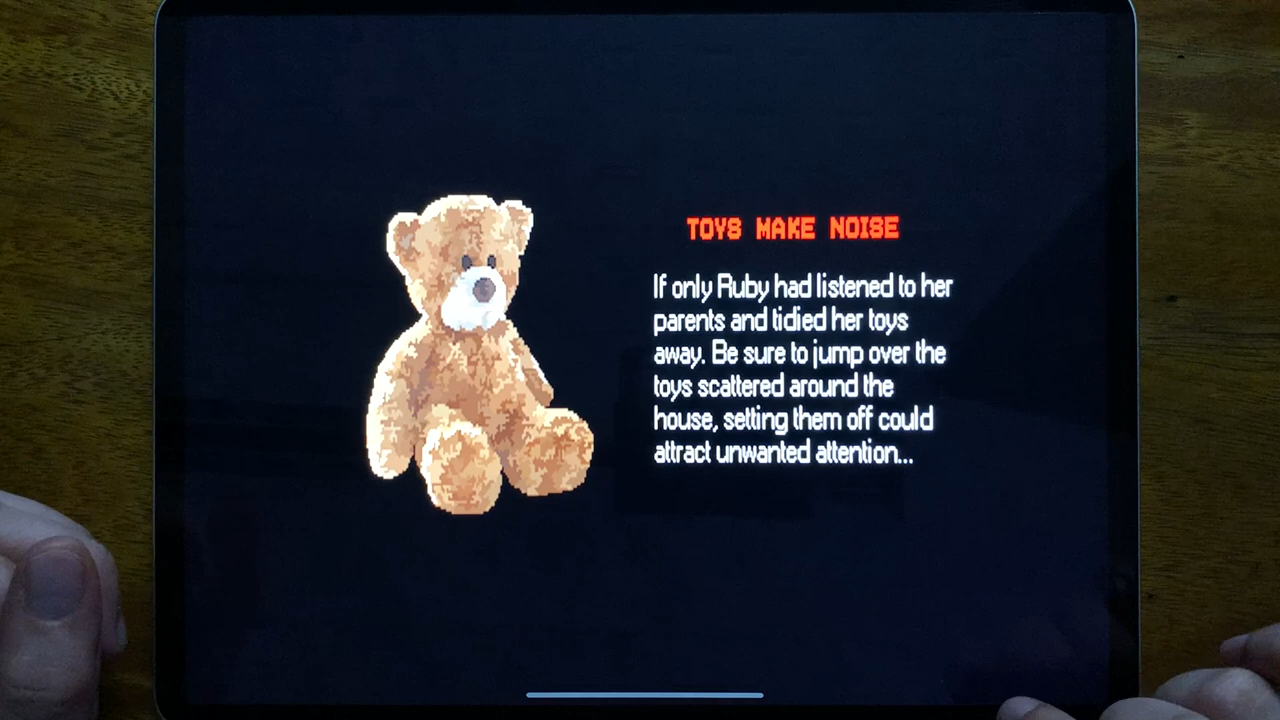 TOYS MAKE NOISE
If only Ruby had listened to her
parents and tidied her toys
away. Be sure to jump over the
toys scattered around the
house, setting them off could
attract unwanted attention...